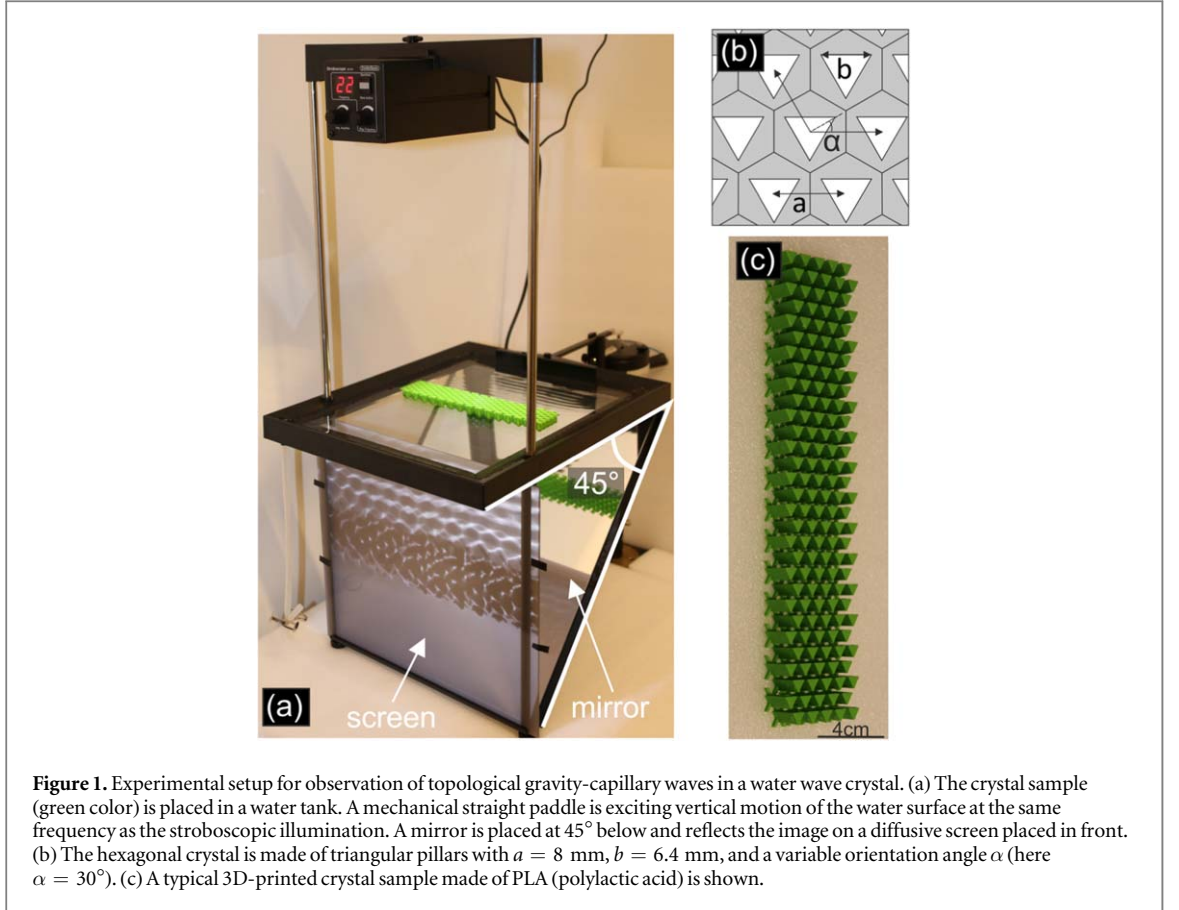 22
45°
screen
mirror
(a)
(b)
b
α
a
(c)
4cm
Figure 1. Experimental setup for observation of topological gravity-capillary waves in a water wave crystal. (a) The crystal sample
(green color) is placed in a water tank. A mechanical straight paddle is exciting vertical motion of the water surface at the same
frequency as the stroboscopic illumination. A mirror is placed at 45° below and reflects the image on a diffusive screen placed in front.
(b) The hexagonal crystal is made of triangular pillars with a = 8 mm, b = 6.4 mm, and a variable orientation angle α (here
α = 30°). (c) A typical 3D-printed crystal sample made of PLA (polylactic acid) is shown.